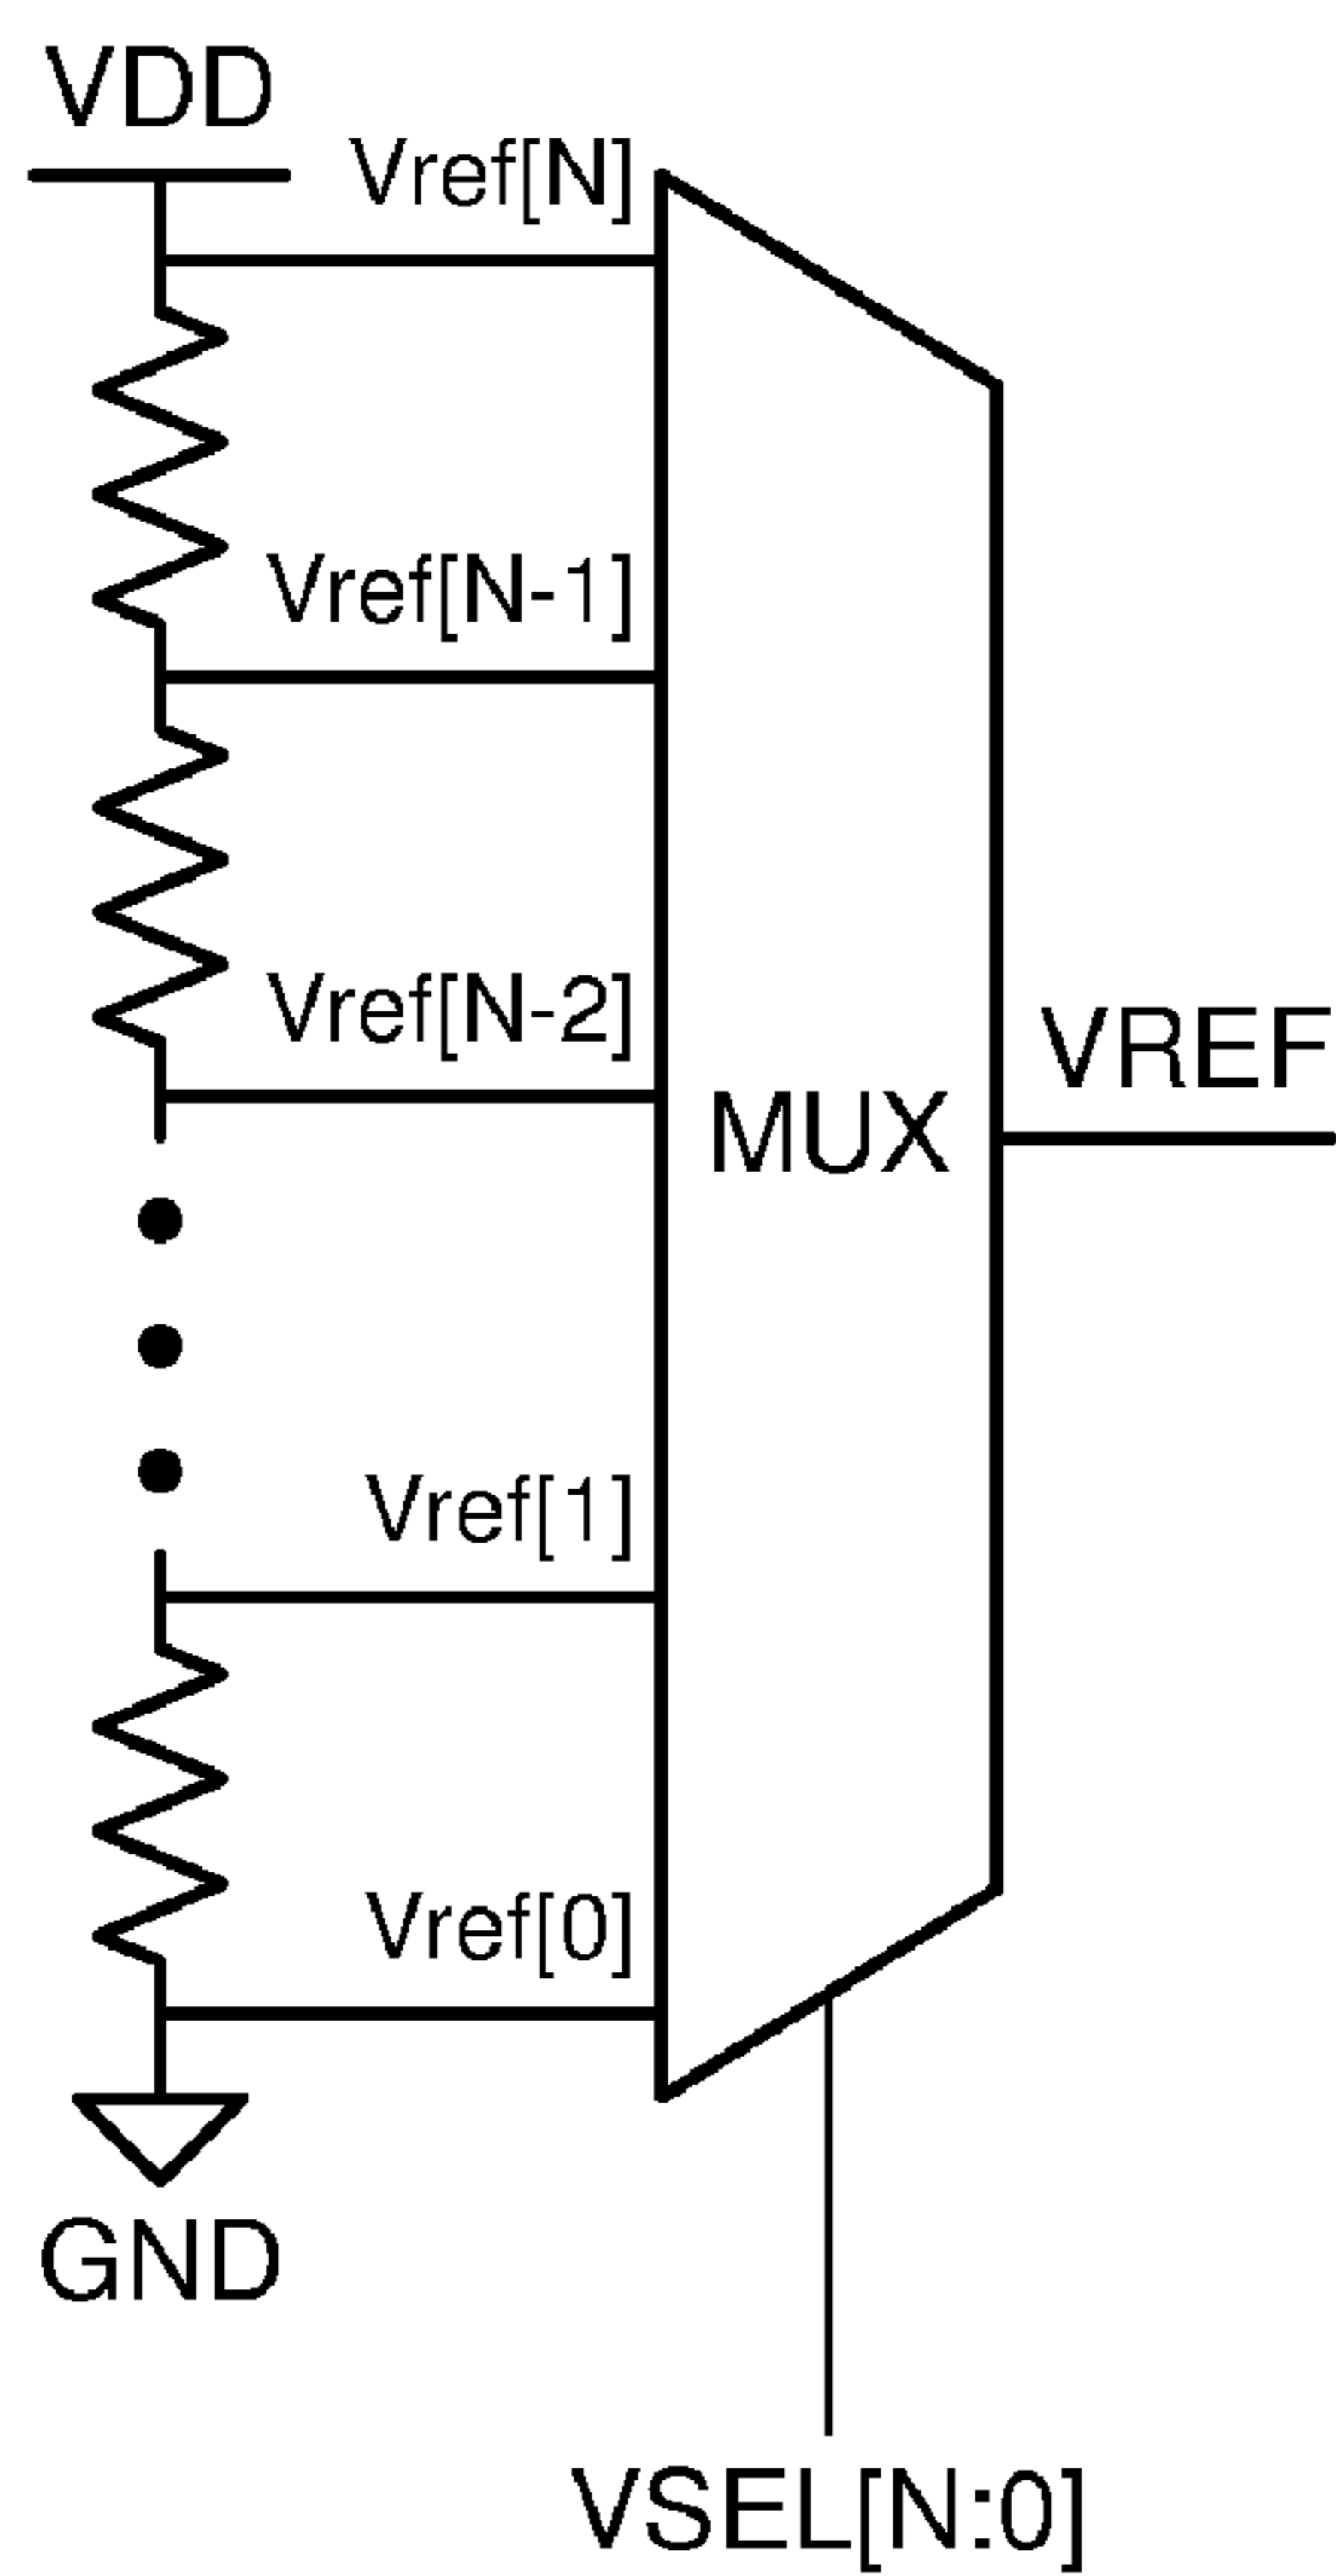 VDD
Vref[N]
Vref[N-1]
Vref[N-2]
MUX
VREF
Vref[1]
Vref[0]
GND
VSEL[N:0]